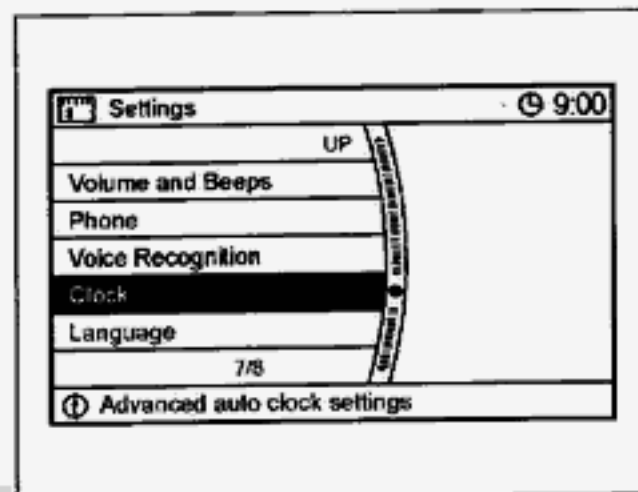 Settings 9:00
UP
Volume and Beeps
Phone
Voice Recognition
Clock
Language
7/8
Advanced auto clock settings